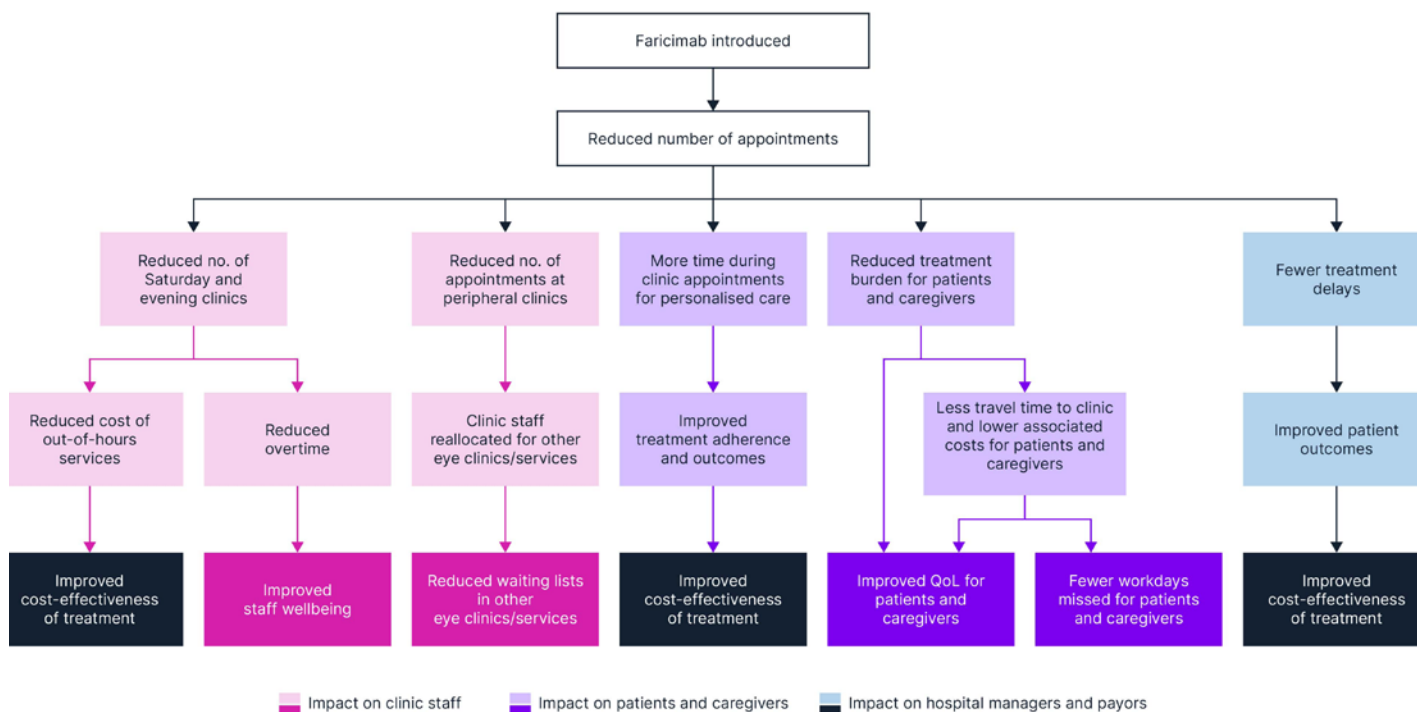 Faricimab introduced
Reduced number of appointments
Reduced no. of
Saturday and
evening clinics
Reduced no. of
appointments at
peripheral clinics
More time during
clinic appointments
for personalised care
Reduced treatment
burden for patients
and caregivers
Fewer treatment
delays
Reduced cost of
out-of-hours
services
Reduced
overtime
Clinic staff
reallocated for other
eye clinics/services
Improved
treatment adherence
and outcomes
Less travel time to clinic
and lower associated
costs for patients and
caregivers
Improved patient
outcomes
Improved
cost-effectiveness
of treatment
Improved
staff wellbeing
Reduced waiting lists
in other
eye clinics/services
Improved
cost-effectiveness
of treatment
Improved QoL for
patients and
caregivers
Fewer workdays
missed for patients
and caregivers
Improved
cost-effectiveness
of treatment
Impact on clinic staff
Impact on patients and caregivers
Impact on hospital managers and payors